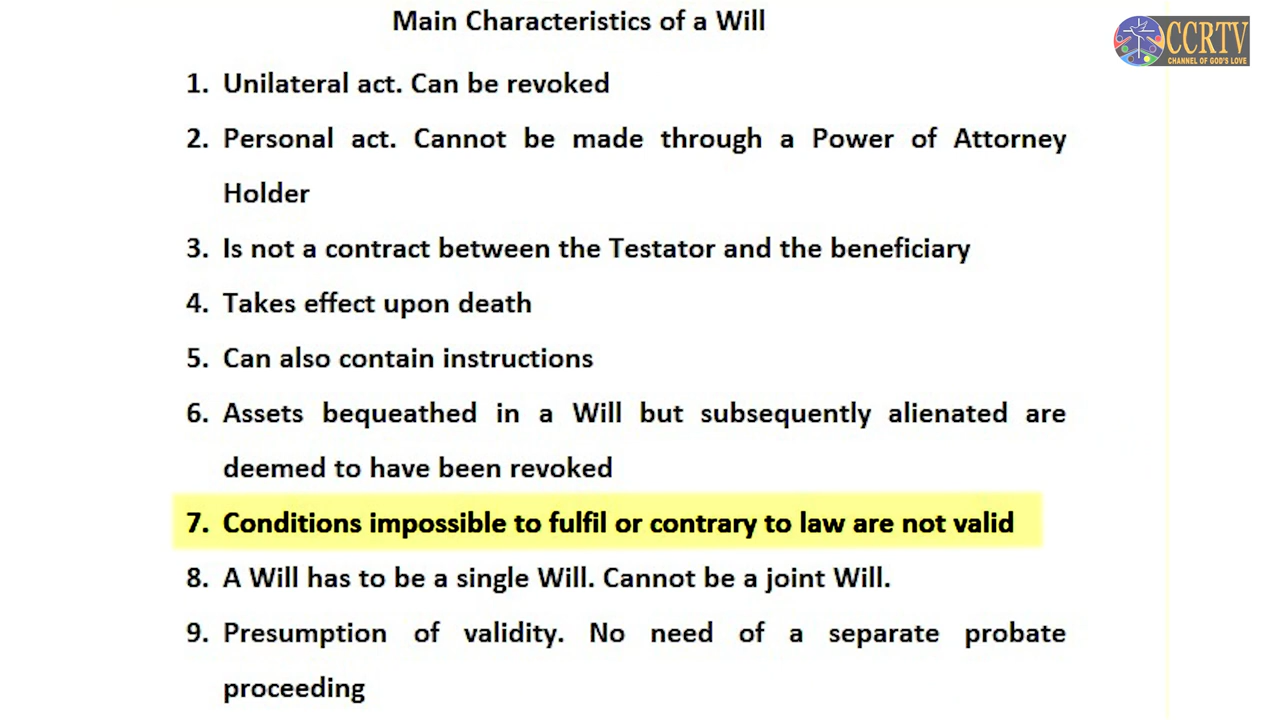 Main Characteristics of a Will
CCRTV
CHANNEL OF GOD'S LOVE
1. Unilateral act. Can be revoked
2. Personal act. Cannot be made through a Power of Attorney
Holder
3. Is not a contract between the Testator and the beneficiary
4. Takes effect upon death
5. Can also contain instructions
6. Assets bequeathed in a Will but subsequently alienated are
deemed to have been revoked
7. Conditions impossible to fulfil or contrary to law are not valid
8. A Will has to be a single Will. Cannot be a joint Will.
9. Presumption of validity. No need of a separate probate
proceeding